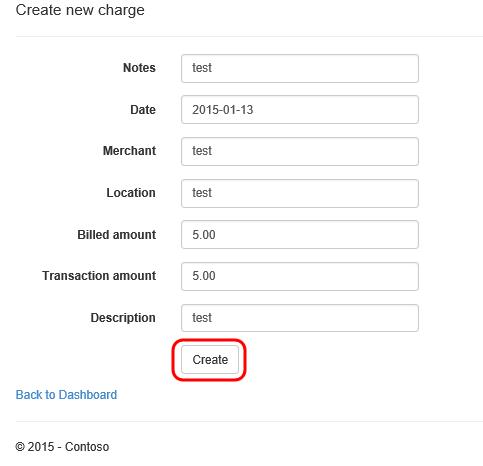 Create new charge
Notes test
Date 2015-01-13
Merchant test
Location test
Billed amount 5.00
Transaction amount 5.00
Description test
Create
Back to Dashboard
© 2015 - Contoso